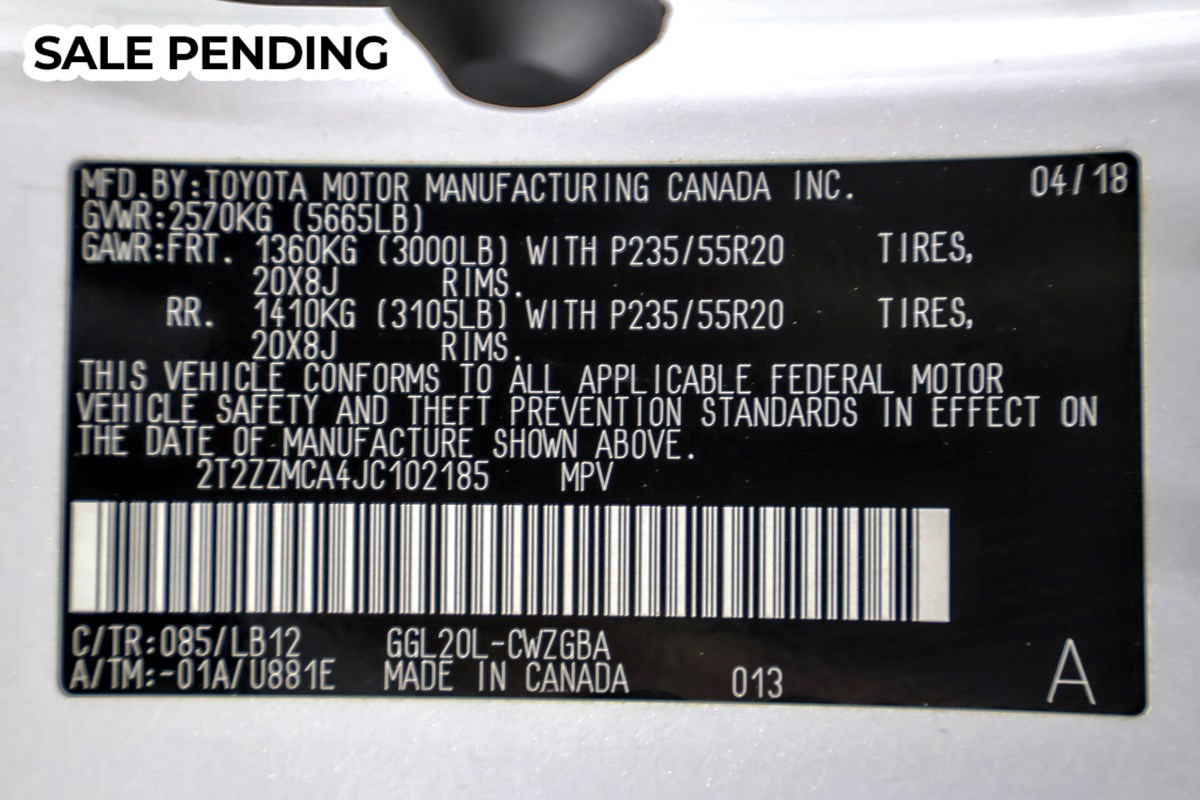 SALE PENDING
MFD.BY:TOYOTA MOTOR MANUFACTURING CANADA INC. 04/18
GVWR:2570KG (5665LB)
GAWR:FRT. 1360KG (3000LB) WITH P235/55R20 TIRES,
20X8J RIMS.
RR. 1410KG (3105LB) WITH P235/55R20 TIRES,
20X8J RIMS.
THIS VEHICLE CONFORMS TO ALL APPLICABLE FEDERAL MOTOR
VEHICLE SAFETY AND THEFT PREVENTION STANDARDS IN EFFECT ON
THE DATE OF MANUFACTURE SHOWN ABOVE.
2T2ZZMCA4JC102185 MPV
C/TR:085/LB12 GGL20L-CWZGBA
A/TM:-01A/U881E MADE IN CANADA 013 A